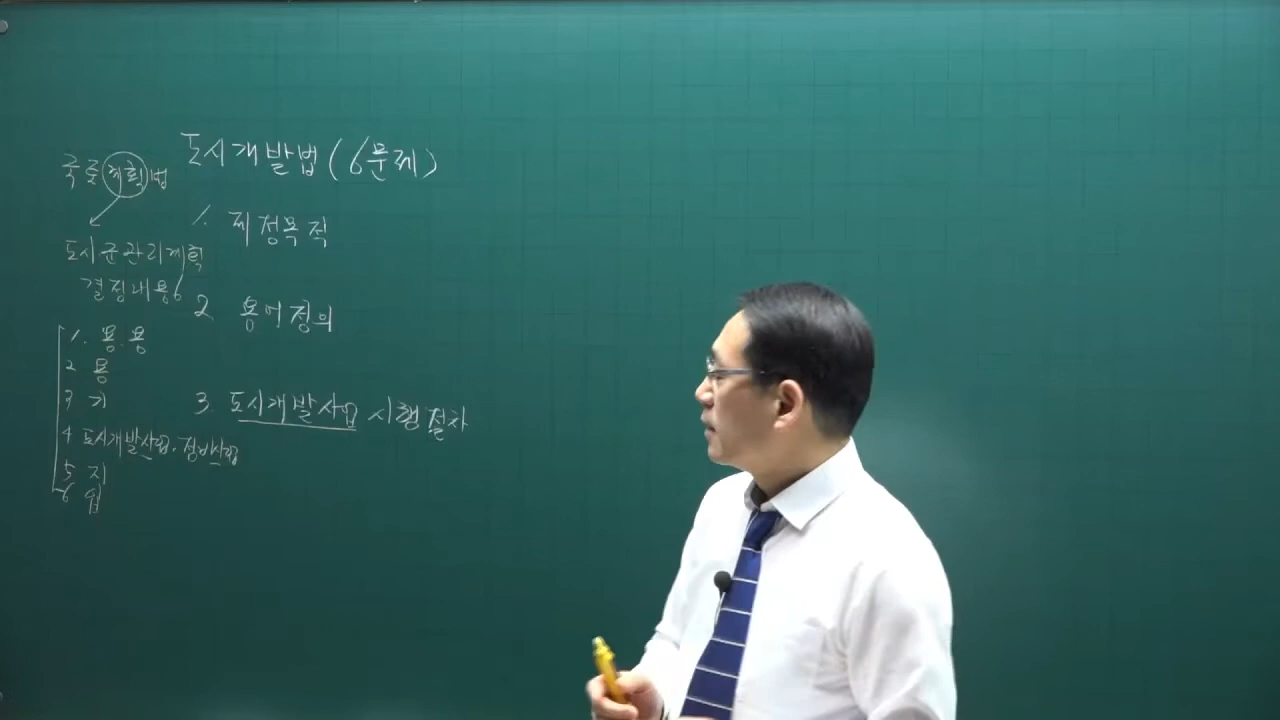 도시개발법 (6문제)
국토계획법
1. 제정목적
도시군관리계획
결정내용6
2 용어정의
1. 용.용
2 용
3 기
3. 도시개발사업 시행절차
4 도시개발사업.정비사업
5 지
6 입